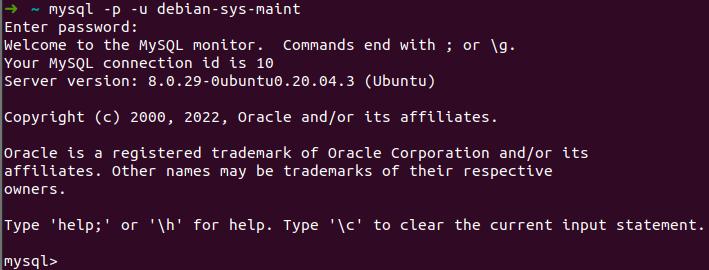 ➜ ~ mysql -p -u debian-sys-maint
Enter password:
Welcome to the MySQL monitor.  Commands end with ; or \g.
Your MySQL connection id is 10
Server version: 8.0.29-0ubuntu0.20.04.3 (Ubuntu)

Copyright (c) 2000, 2022, Oracle and/or its affiliates.

Oracle is a registered trademark of Oracle Corporation and/or its
affiliates. Other names may be trademarks of their respective
owners.

Type 'help;' or '\h' for help. Type '\c' to clear the current input statement.

mysql>